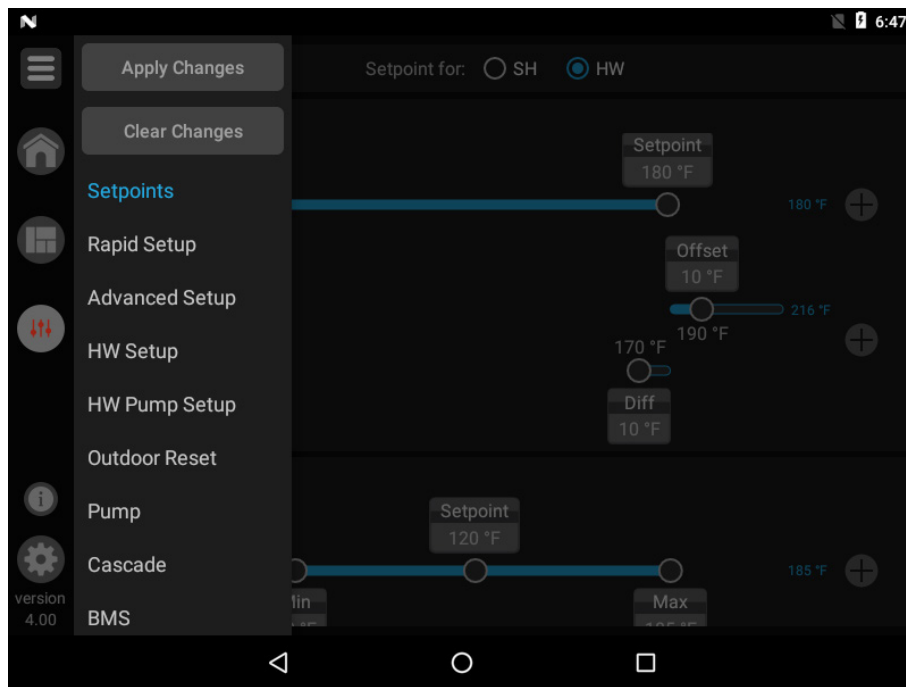 6:47
Apply Changes
Setpoint for: SH HW
Clear Changes
Setpoint
180 °F
Setpoints
180 °F
Rapid Setup
Offset
10 °F
Advanced Setup
216 °F
190 °F
170 °F
HW Setup
Diff
10 °F
HW Pump Setup
Outdoor Reset
Pump
Setpoint
120 °F
Cascade
185 °F
version
4.00
Max
BMS